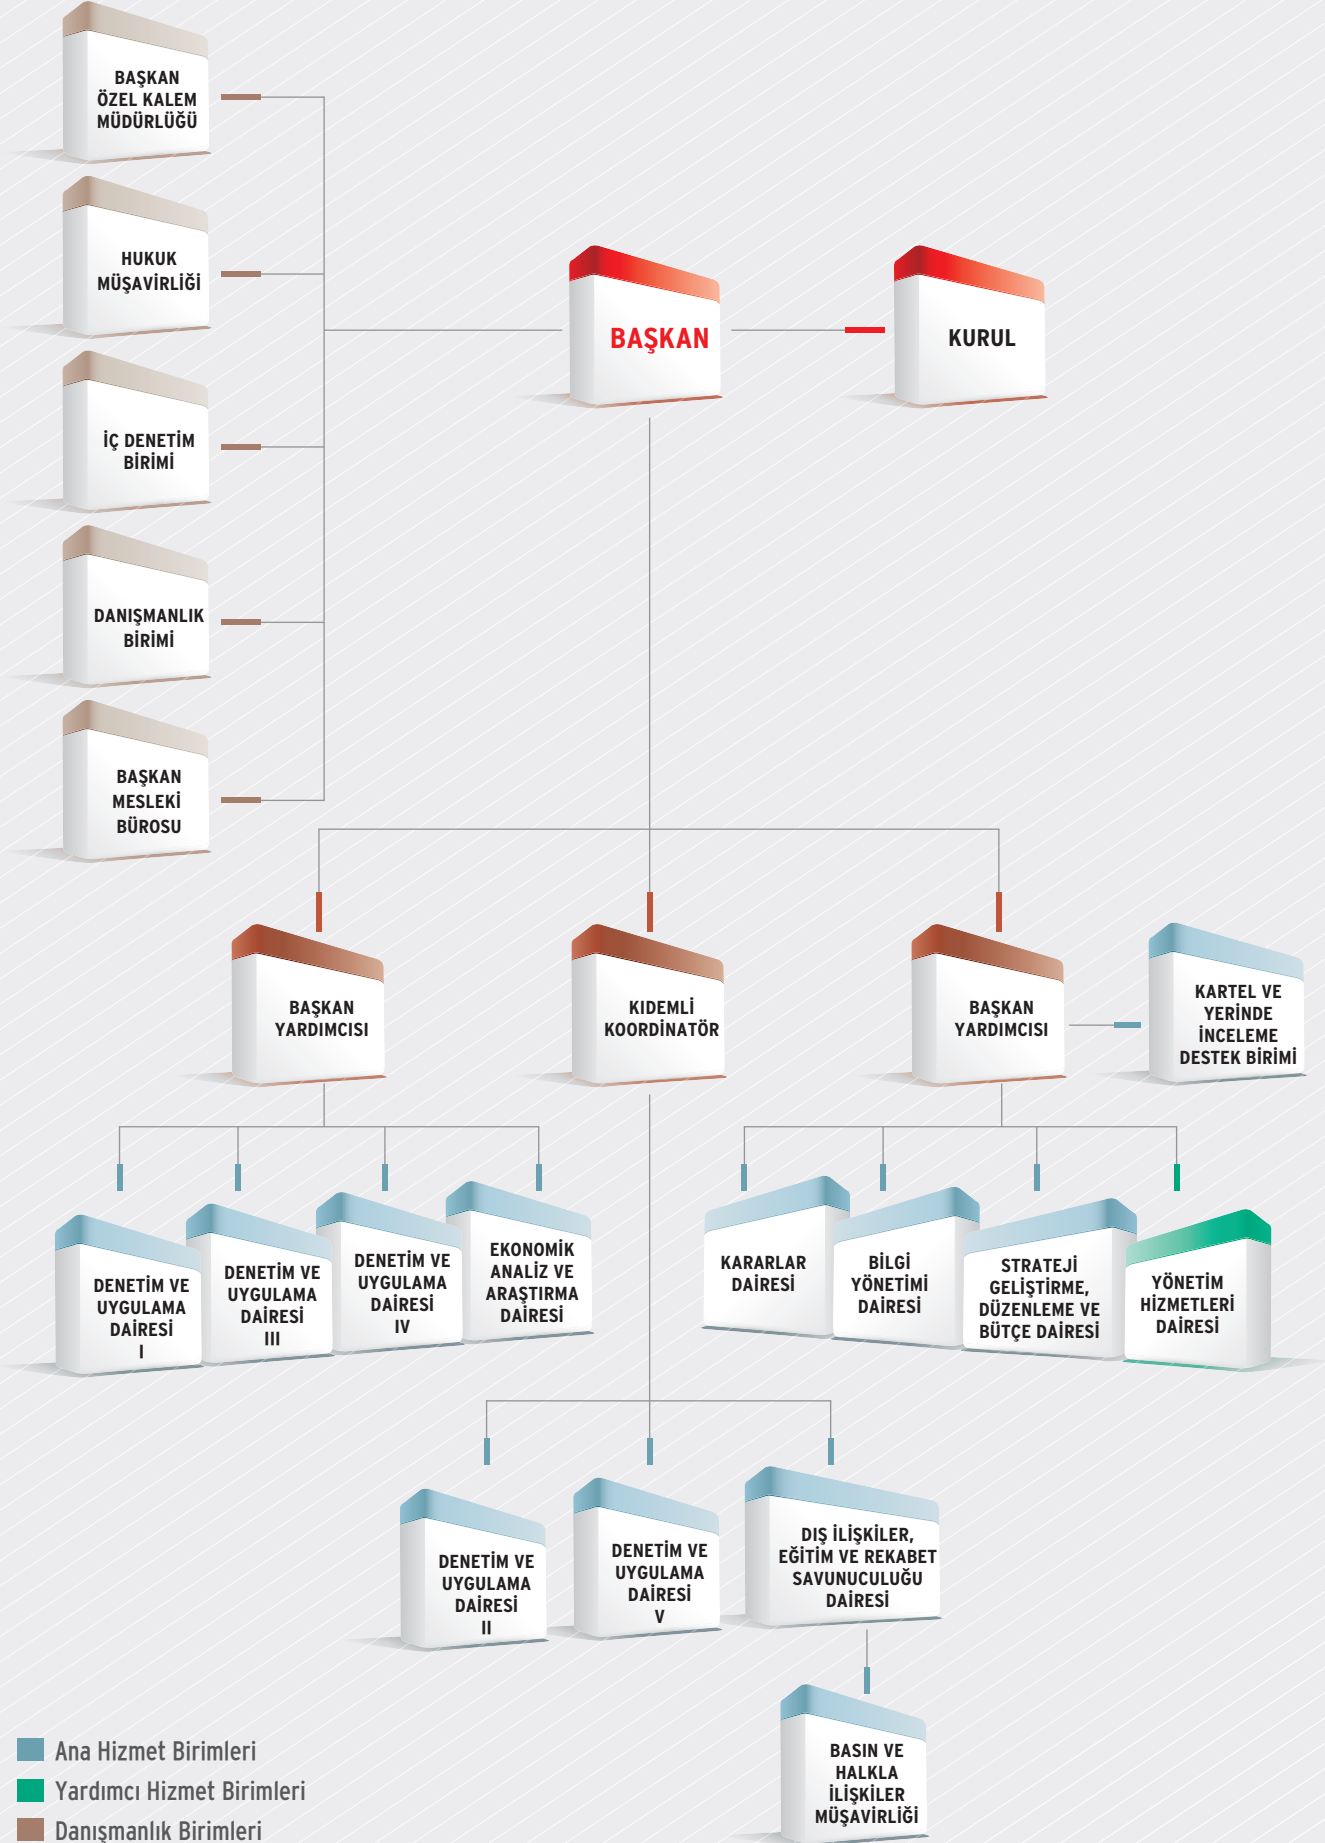 BAŞKAN
ÖZEL KALEM
MÜDÜRLÜĞÜ
HUKUK
MÜŞAVİRLİĞİ
İÇ DENETİM
BİRİMİ
DANIŞMANLIK
BİRİMİ
BAŞKAN
MESLEKİ
BÜROSU
BAŞKAN
KURUL
BAŞKAN
YARDIMCISI
KIDEMLİ
KOORDİNATÖR
BAŞKAN
YARDIMCISI
KARTEL VE
YERİNDE
İNCELEME
DESTEK BİRİMİ
DENETİM VE
UYGULAMA
DAİRESİ
I
DENETİM VE
UYGULAMA
DAİRESİ
III
DENETİM VE
UYGULAMA
DAİRESİ
IV
EKONOMİK
ANALİZ VE
ARAŞTIRMA
DAİRESİ
KARARLAR
DAİRESİ
BİLGİ
YÖNETİMİ
DAİRESİ
STRATEJİ
GELİŞTİRME,
DÜZENLEME VE
BÜTÇE DAİRESİ
YÖNETİM
HİZMETLERİ
DAİRESİ
DENETİM VE
UYGULAMA
DAİRESİ
II
DENETİM VE
UYGULAMA
DAİRESİ
V
DIŞ İLİŞKİLER,
EĞİTİM VE REKABET
SAVUNUCULUĞU
DAİRESİ
BASIN VE
HALKLA
İLİŞKİLER
MÜŞAVİRLİĞİ
Ana Hizmet Birimleri
Yardımcı Hizmet Birimleri
Danışmanlık Birimleri